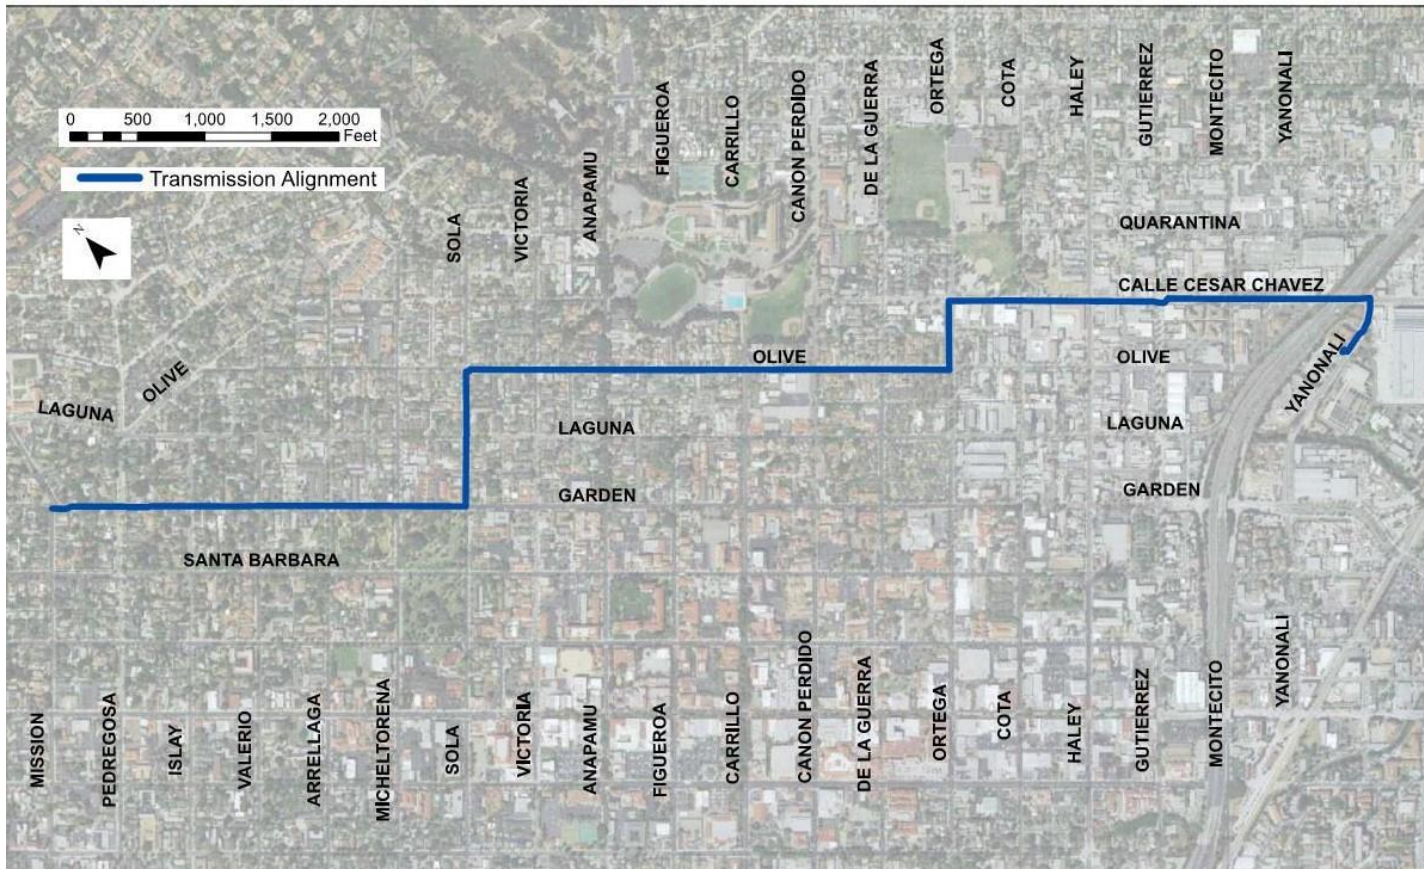 0 500 1,000 1,500 2,000
Feet
Transmission Alignment
N
SOLA
VICTORIA
ANAPAMU
FIGUEROA
CARRILLO
CANON PERDIDO
DE LA GUERRA
ORTEGA
COTA
HALEY
GUTIERREZ
MONTECITO
YANONALI
QUARANTINA
CALLE CESAR CHAVEZ
OLIVE
OLIVE
OLIVE
YANONALI
LAGUNA
LAGUNA
LAGUNA
GARDEN
GARDEN
SANTA BARBARA
MISSION
PEDREGOSA
ISLAY
VALERIO
ARRELLAGA
MICHELTORENA
SOLA
VICTORIA
ANAPAMU
FIGUEROA
CARRILLO
CANON PERDIDO
DE LA GUERRA
ORTEGA
COTA
HALEY
GUTIERREZ
MONTECITO
YANONALI